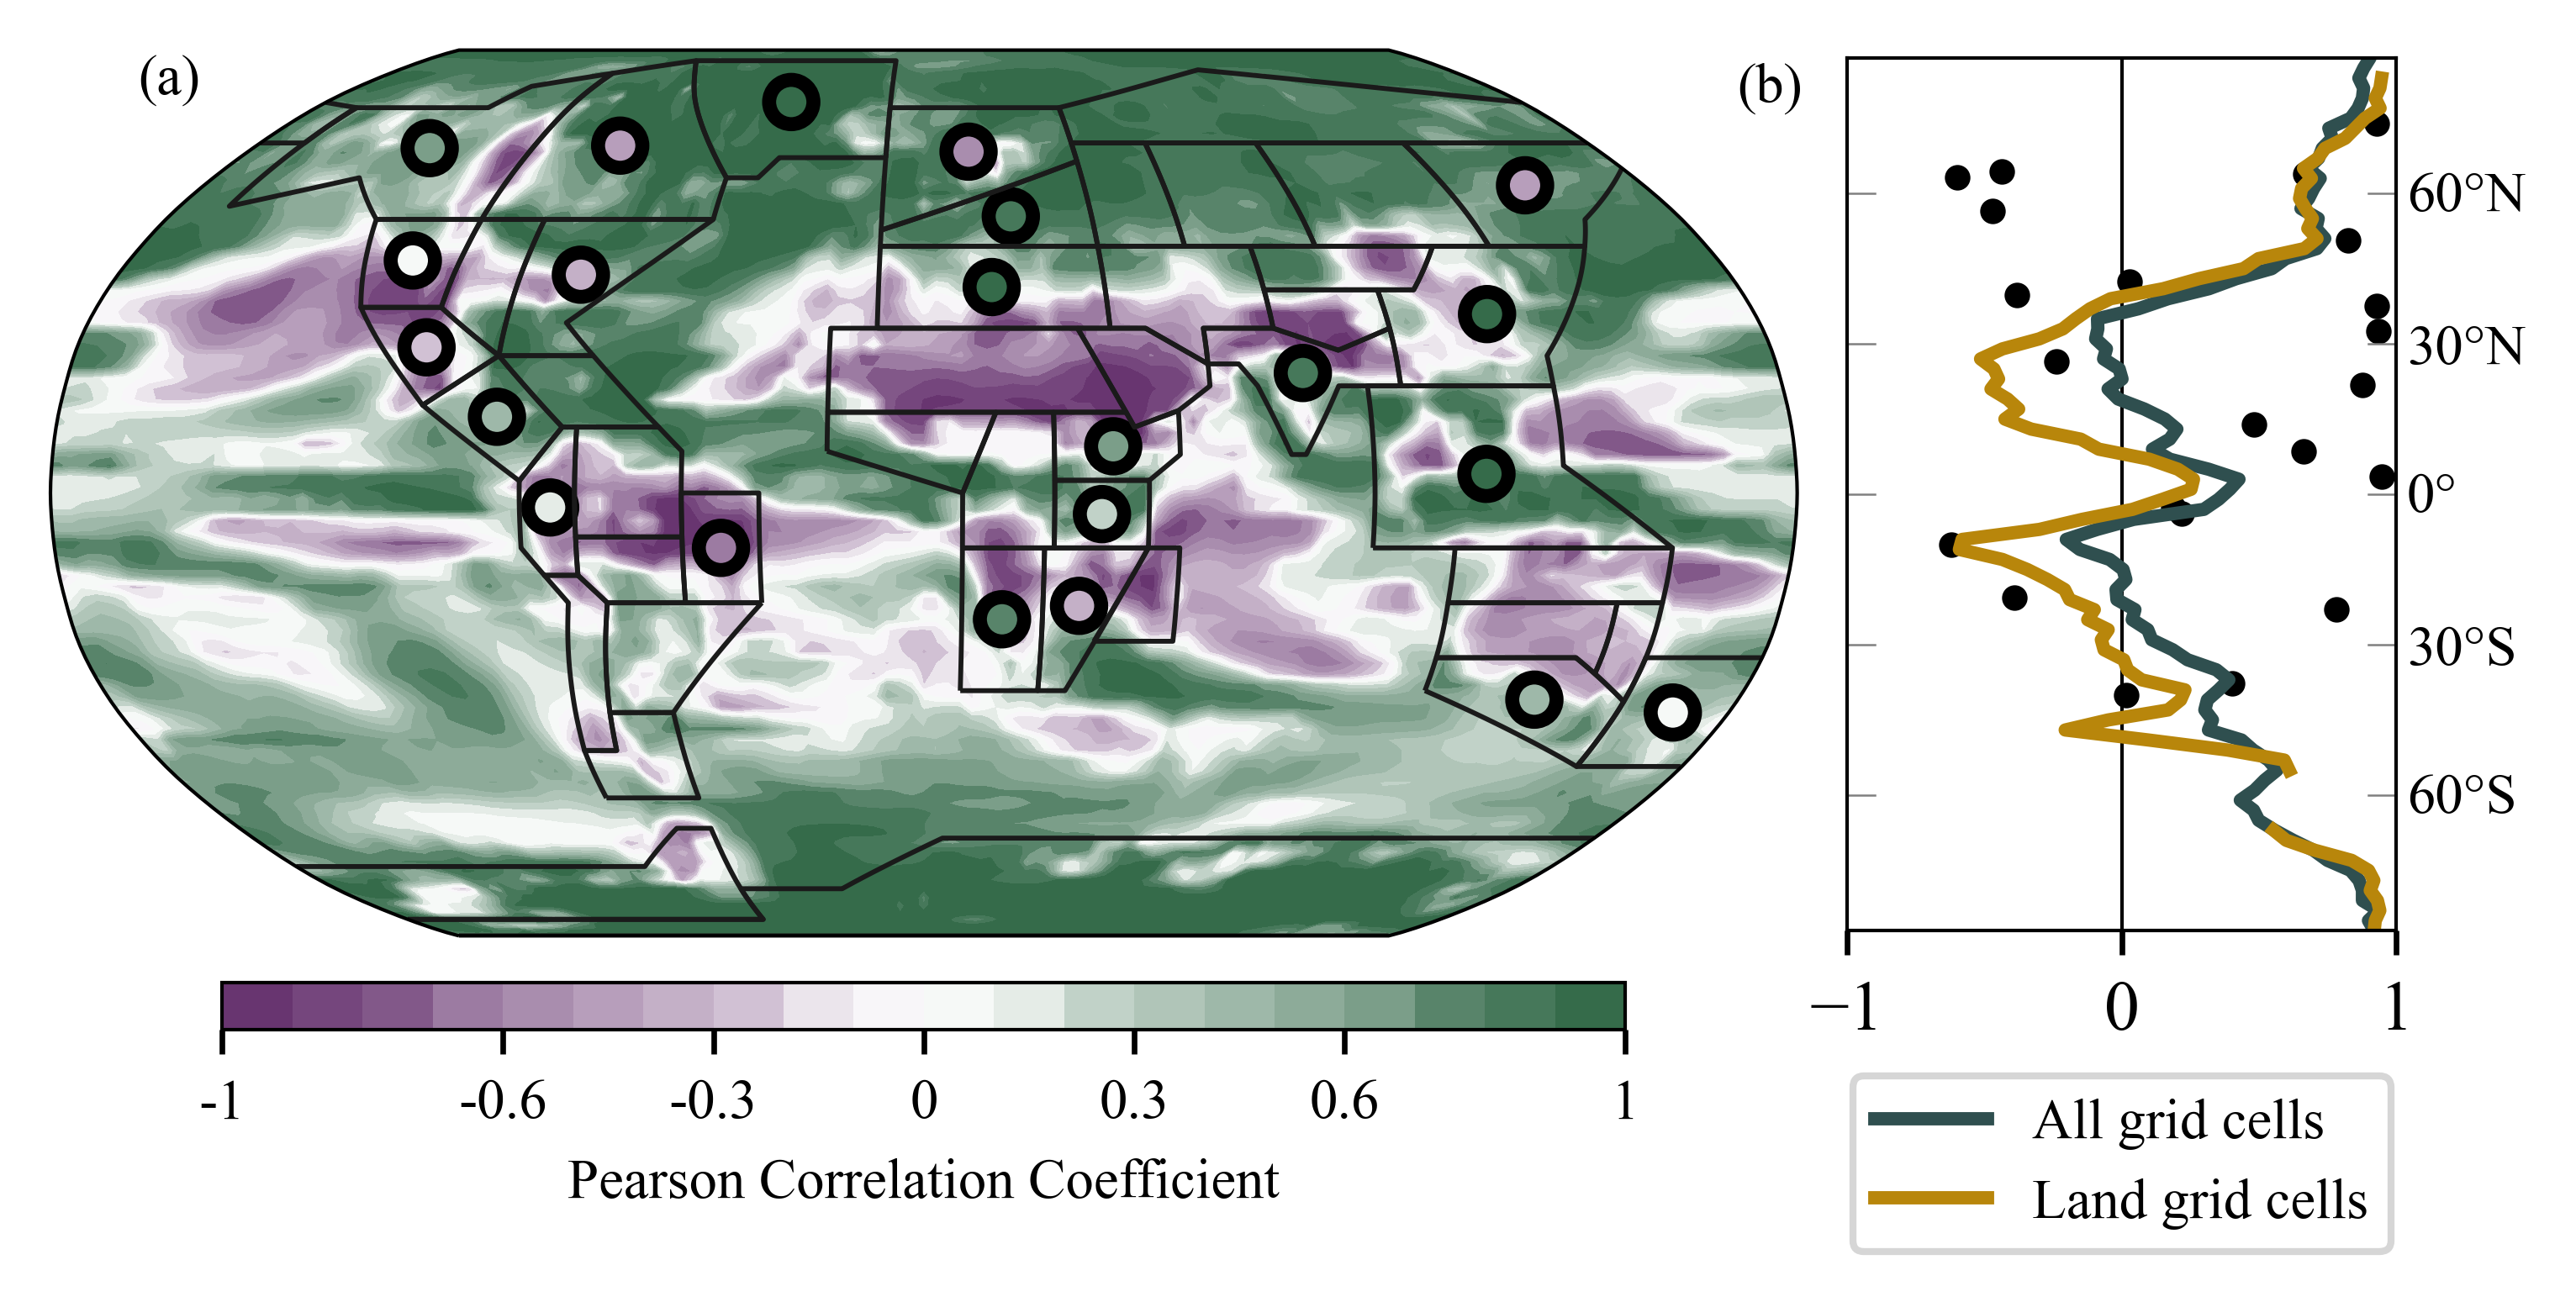 (a)
(b)
60°N
30°N
0°
30°S
60°S
−1 0 1
-1 -0.6 -0.3 0 0.3 0.6 1
Pearson Correlation Coefficient
All grid cells
Land grid cells